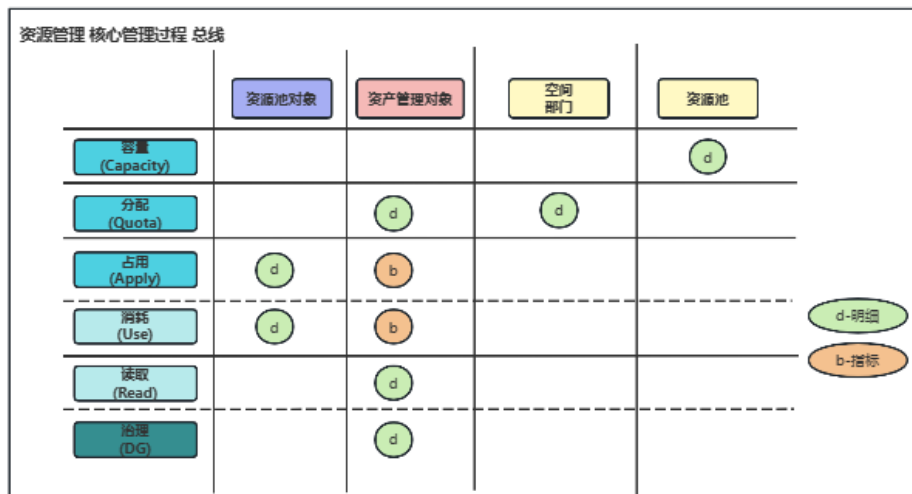 资源管理 核心管理过程 总线
资源池对象
资产管理对象
空间
部门
资源池
容量
(Capacity)
d
分配
(Quota)
d
d
占用
(Apply)
d
b
消耗
(Use)
d
b
d-明细
读取
(Read)
d
b-指标
治理
(DG)
d